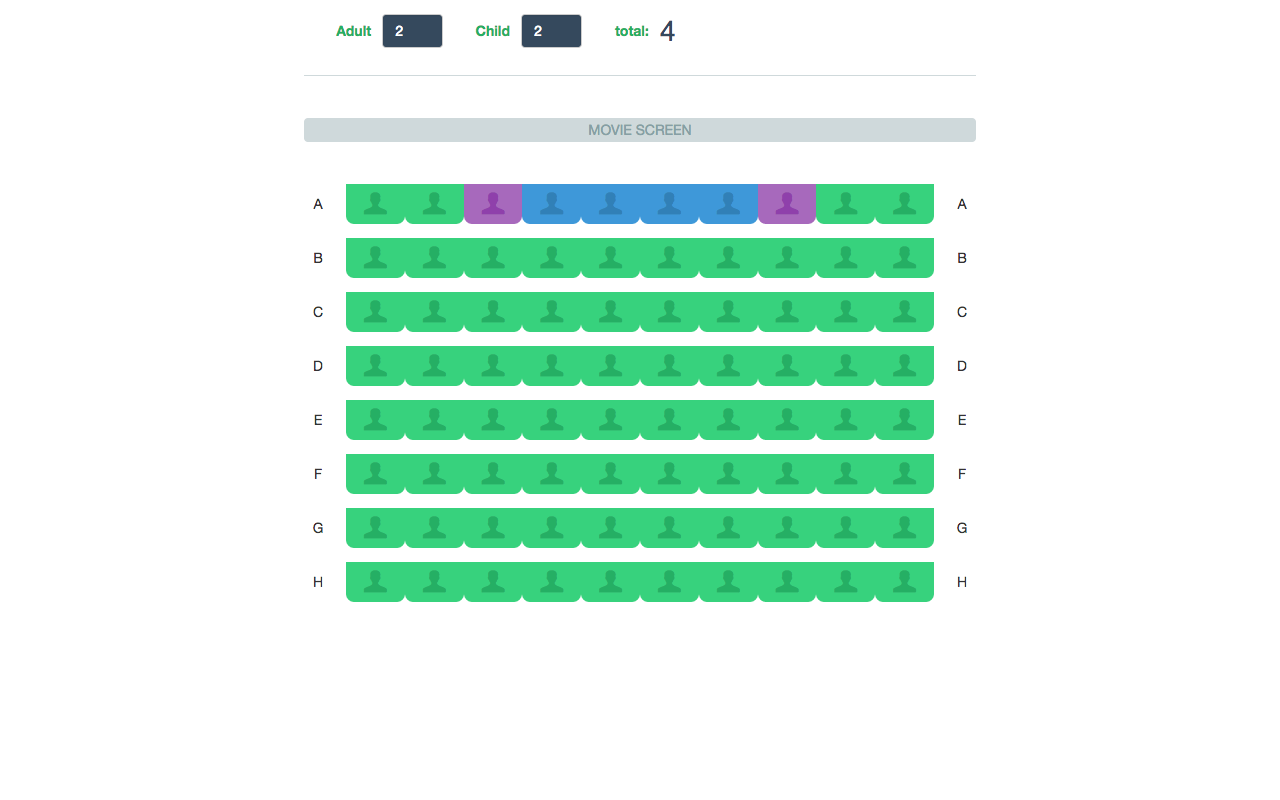 Adult 2 Child 2 total: 4
MOVIE SCREEN
A A
B B
C C
D D
E E
F F
G G
H H